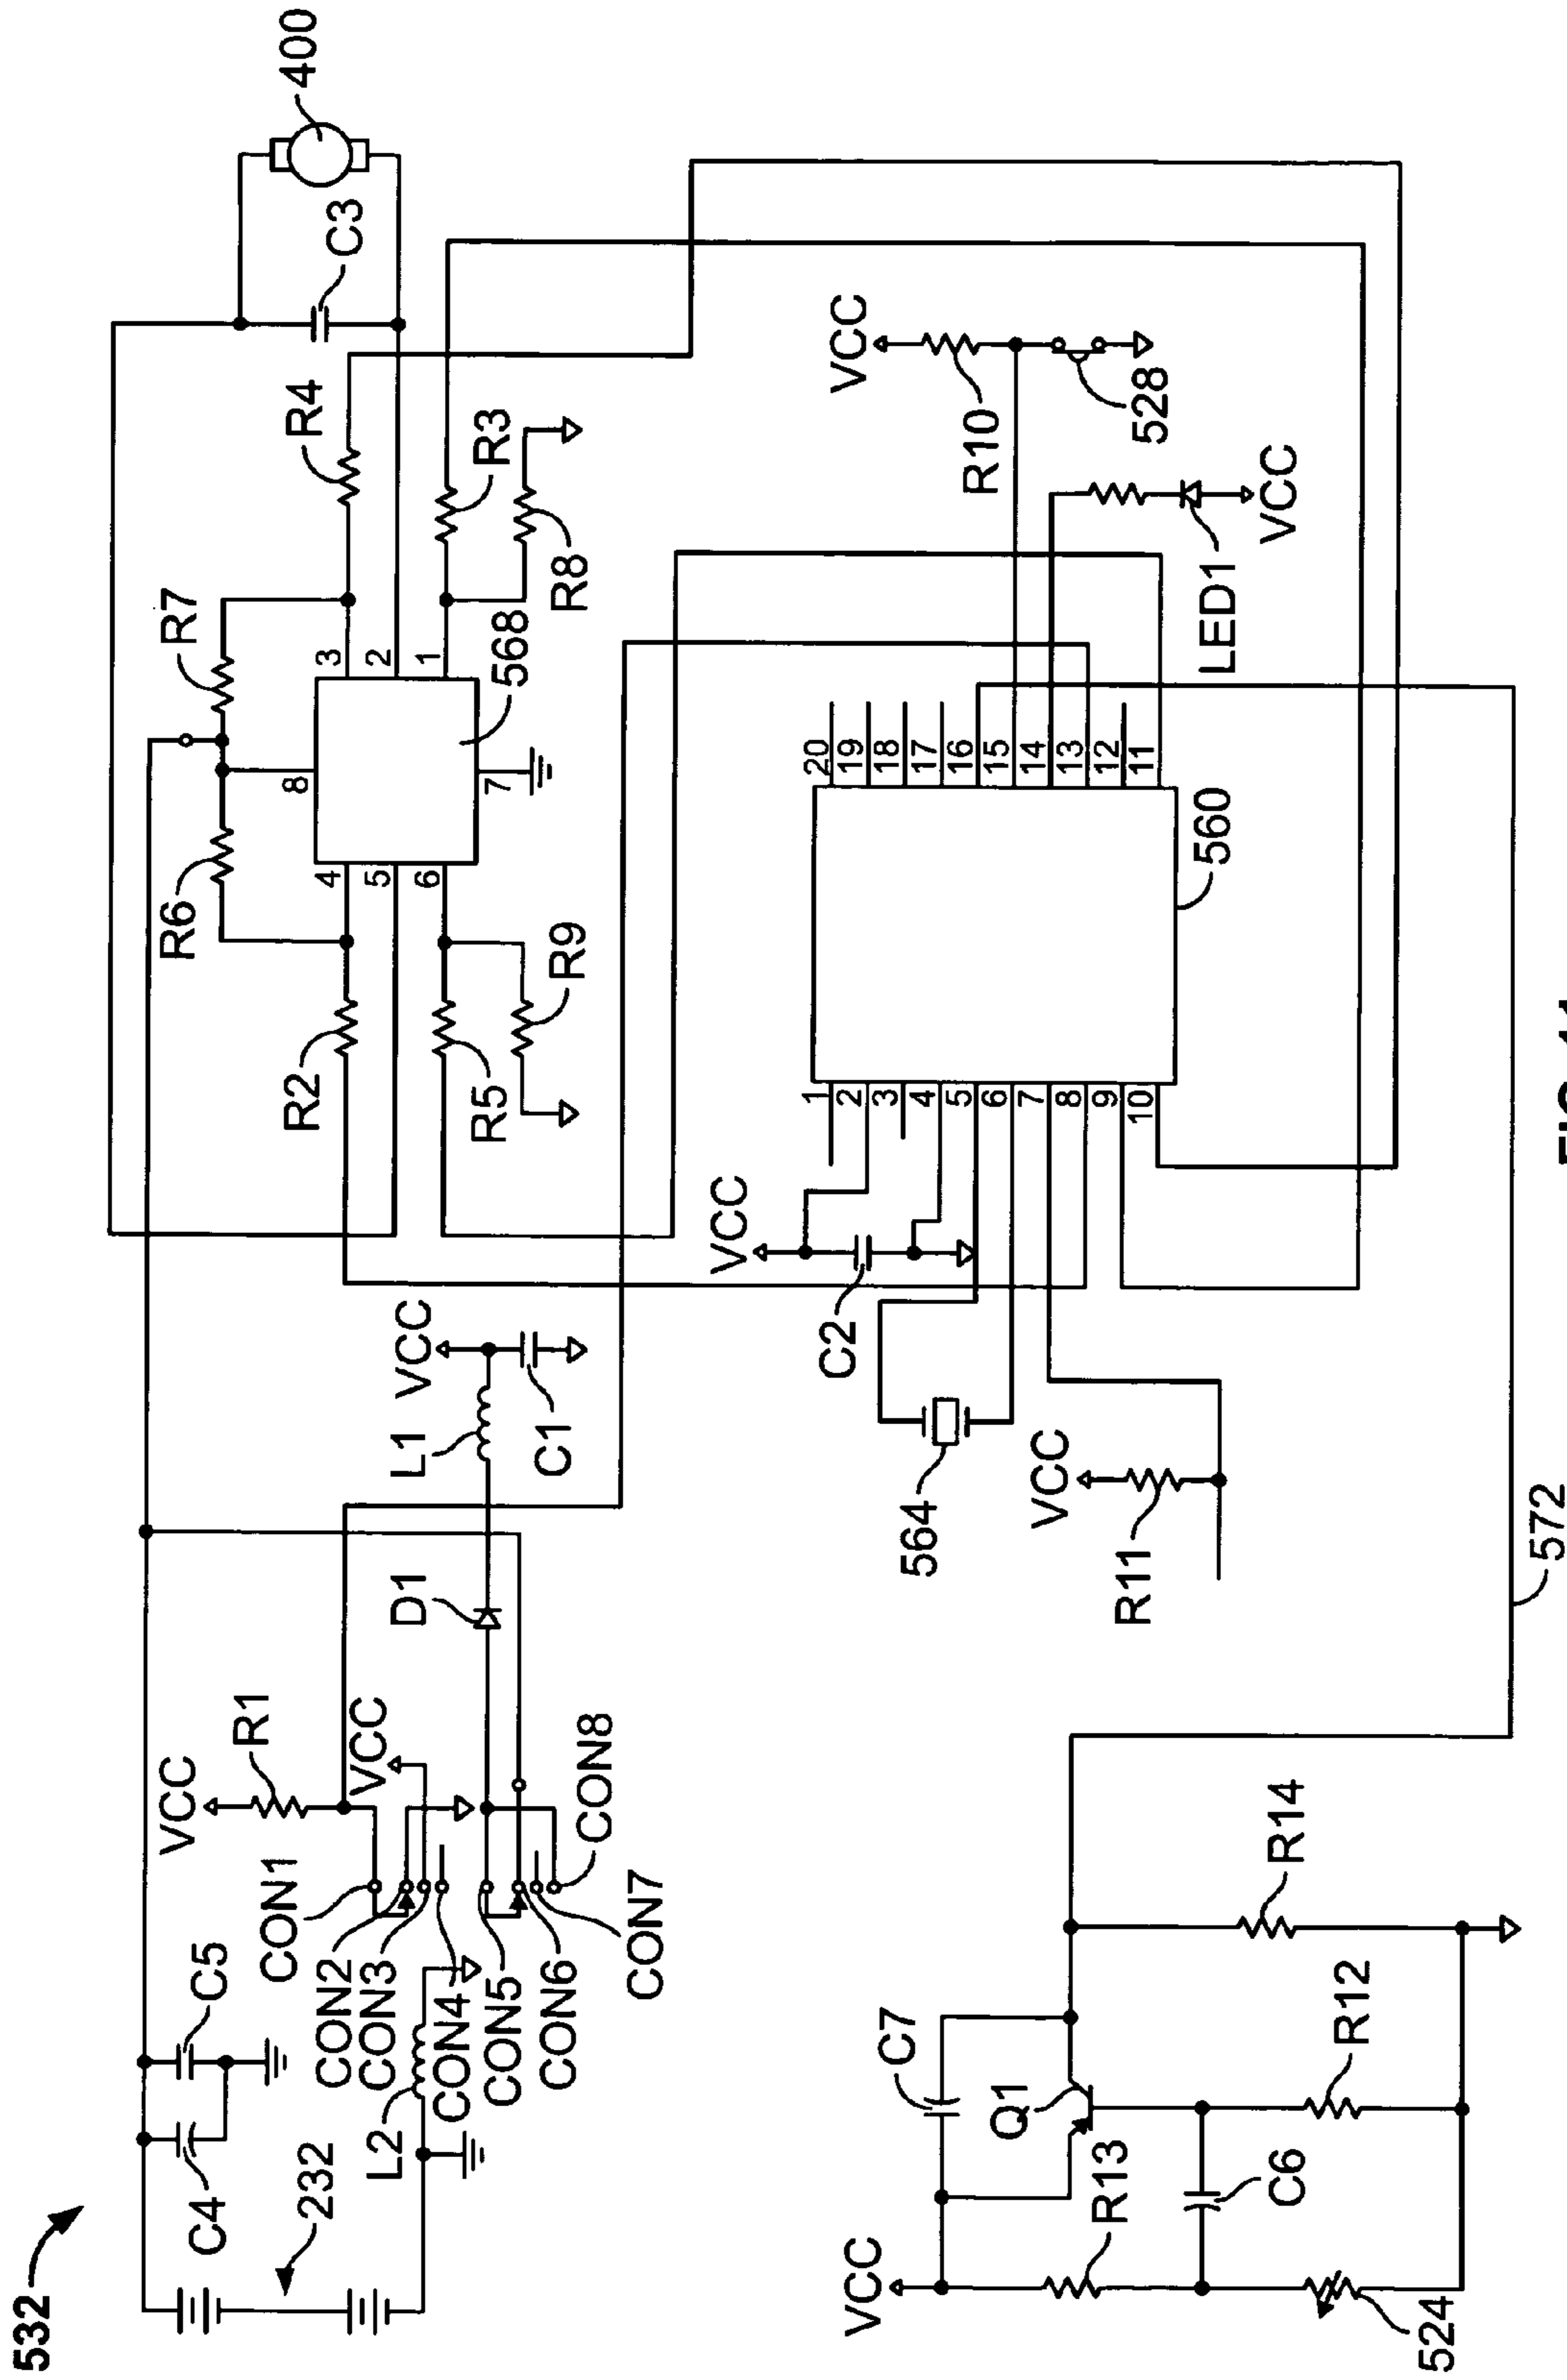 532
232
C4
C5
L2
VCC
R1
CON1
CON2
CON3
CON4
CON5
CON6
CON7
CON8
VCC
D1
L1
VCC
C1
R2
R6
R7
R4
C3
400
R5
R9
R3
R8
568
1
2
3
4
5
6
7
8
VCC
C2
564
VCC
R11
1
2
3
4
5
6
7
8
9
10
20
19
18
17
16
15
14
13
12
11
560
VCC
R10
528
LED1
VCC
VCC
R13
C7
Q1
C6
R12
R14
524
572